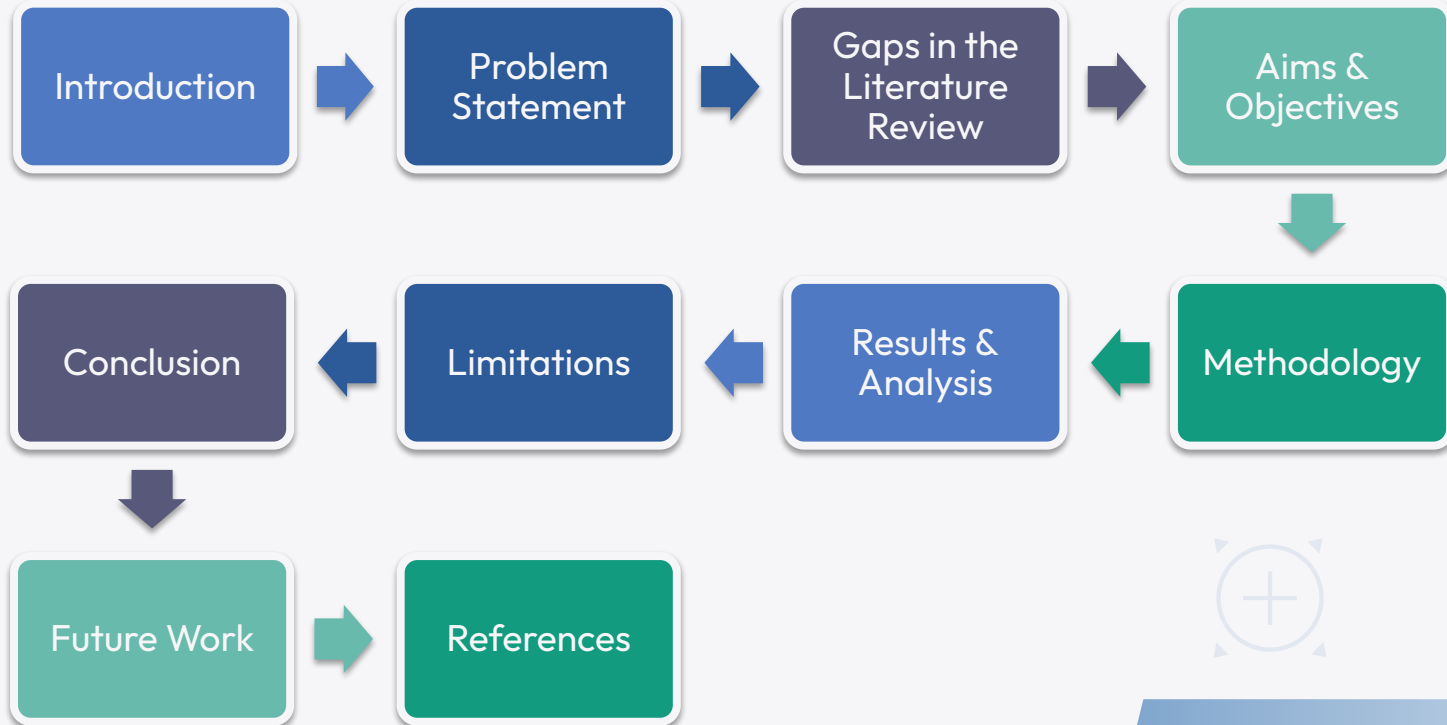 Introduction
Problem
Statement
Gaps in the
Literature
Review
Aims &
Objectives
Methodology
Results &
Analysis
Limitations
Conclusion
Future Work
References